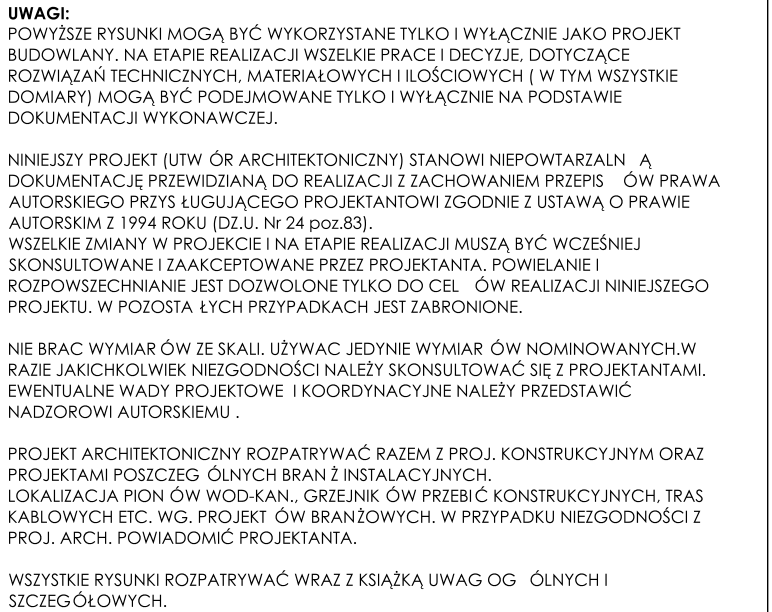 UWAGI:
POWYŻSZE RYSUNKI MOGĄ BYĆ WYKORZYSTANE TYLKO I WYŁĄCZNIE JAKO PROJEKT
BUDOWLANY. NA ETAPIE REALIZACJI WSZELKIE PRACE I DECYZJE, DOTYCZĄCE
ROZWIĄZAŃ TECHNICZNYCH, MATERIAŁOWYCH I ILOŚCIOWYCH ( W TYM WSZYSTKIE
DOMIARY) MOGĄ BYĆ PODEJMOWANE TYLKO I WYŁĄCZNIE NA PODSTAWIE
DOKUMENTACJI WYKONAWCZEJ.
NINIEJSZY PROJEKT (UTW ÓR ARCHITEKTONICZNY) STANOWI NIEPOWTARZALN Ą
DOKUMENTACJĘ PRZEWIDZIANĄ DO REALIZACJI Z ZACHOWANIEM PRZEPIS ÓW PRAWA
AUTORSKIEGO PRZYS ŁUGUJĄCEGO PROJEKTANTOWI ZGODNIE Z USTAWĄ O PRAWIE
AUTORSKIM Z 1994 ROKU (DZ.U. Nr 24 poz.83).
WSZELKIE ZMIANY W PROJEKCIE I NA ETAPIE REALIZACJI MUSZĄ BYĆ WCZEŚNIEJ
SKONSULTOWANE I ZAAKCEPTOWANE PRZEZ PROJEKTANTA. POWIELANIE I
ROZPOWSZECHNIANIE JEST DOZWOLONE TYLKO DO CEL ÓW REALIZACJI NINIEJSZEGO
PROJEKTU. W POZOSTA ŁYCH PRZYPADKACH JEST ZABRONIONE.
NIE BRAC WYMIAR ÓW ZE SKALI. UŻYWAC JEDYNIE WYMIAR ÓW NOMINOWANYCH.W
RAZIE JAKICHKOLWIEK NIEZGODNOŚCI NALEŻY SKONSULTOWAĆ SIĘ Z PROJEKTANTAMI.
EWENTUALNE WADY PROJEKTOWE I KOORDYNACYJNE NALEŻY PRZEDSTAWIĆ
NADZOROWI AUTORSKIEMU .
PROJEKT ARCHITEKTONICZNY ROZPATRYWAĆ RAZEM Z PROJ. KONSTRUKCYJNYM ORAZ
PROJEKTAMI POSZCZEG ÓLNYCH BRAN Ż INSTALACYJNYCH.
LOKALIZACJA PION ÓW WOD-KAN., GRZEJNIK ÓW PRZEBIĆ KONSTRUKCYJNYCH, TRAS
KABLOWYCH ETC. WG. PROJEKT ÓW BRANŻOWYCH. W PRZYPADKU NIEZGODNOŚCI Z
PROJ. ARCH. POWIADOMIĆ PROJEKTANTA.
WSZYSTKIE RYSUNKI ROZPATRYWAĆ WRAZ Z KSIĄŻKĄ UWAG OG ÓLNYCH I
SZCZEGÓŁOWYCH.